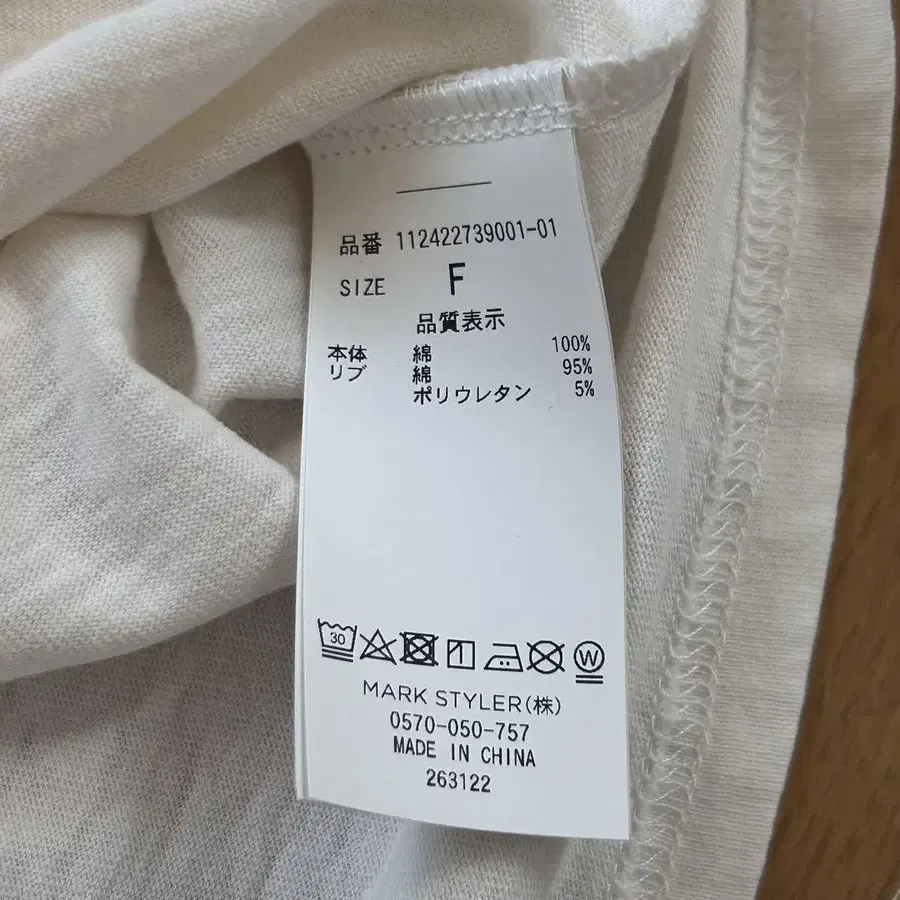 品番 112422739001-01
SIZE F
品質表示
本体 綿 100%
リブ 綿 95%
ポリウレタン 5%
30 W
MARK STYLER(株)
0570-050-757
MADE IN CHINA
263122